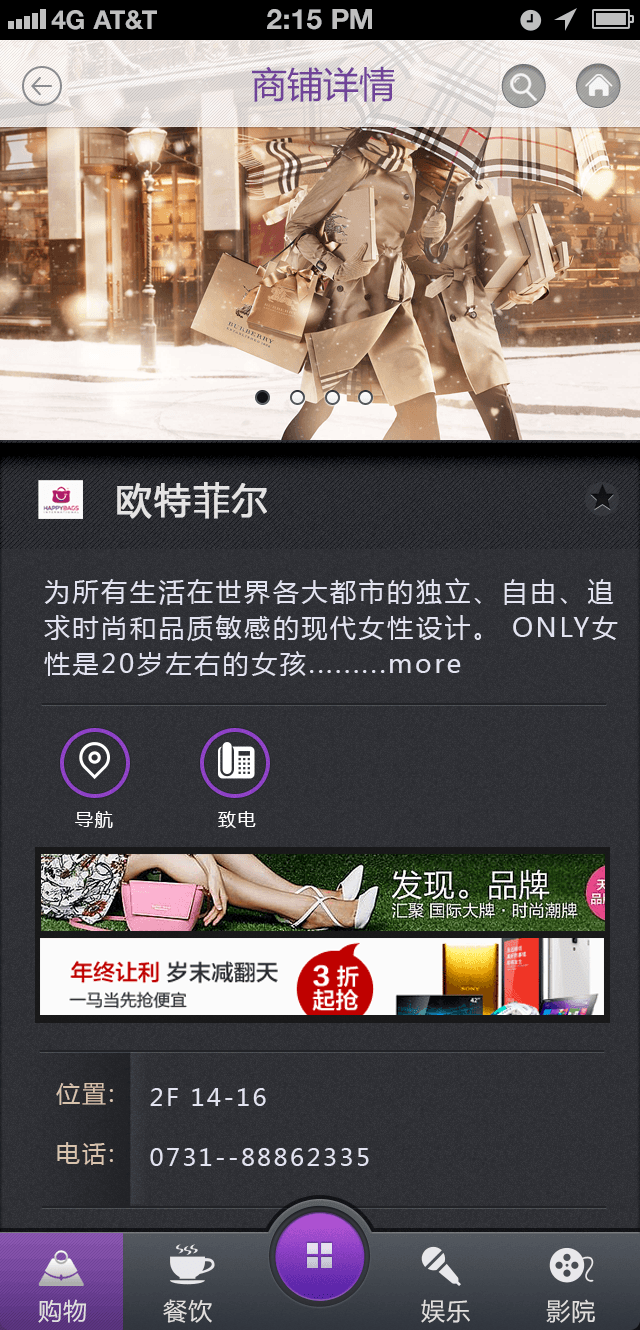 4G AT&T 2:15 PM
商铺详情
BURBERRY
HAPPYBAGS
欧特菲尔
为所有生活在世界各大都市的独立、自由、追
求时尚和品质敏感的现代女性设计。 ONLY女
性是20岁左右的女孩.........more
导航 致电
发现。品牌
汇聚 国际大牌 · 时尚潮牌
年终让利 岁末减翻天
一马当先抢便宜
3 折
起抢
SONY
42"
位置: 2F 14-16
电话: 0731--88862335
购物 餐饮 娱乐 影院